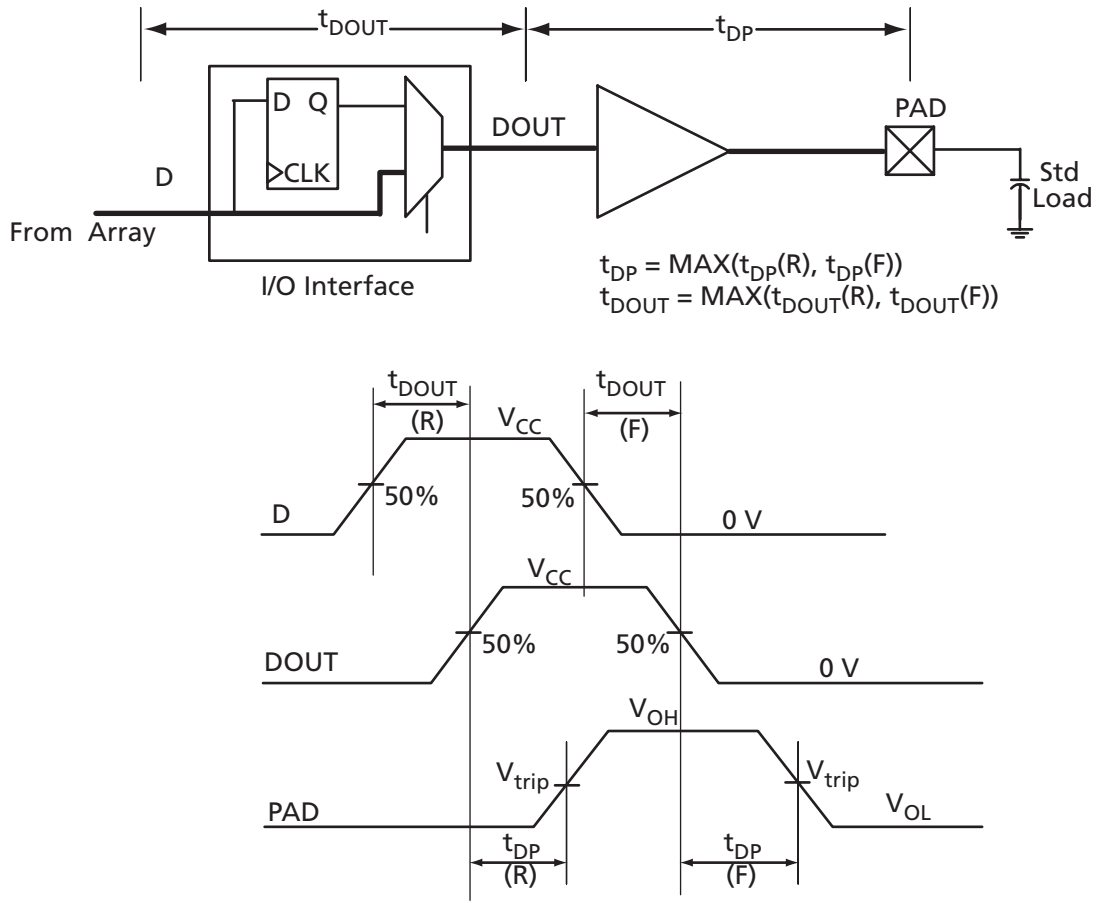 tDOUT
tDP
D Q
CLK
D
From Array
I/O Interface
DOUT
PAD
Std
Load
tDP = MAX(tDP(R), tDP(F))
tDOUT = MAX(tDOUT(R), tDOUT(F))
tDOUT
(R)
tDOUT
(F)
VCC
50%
50%
D
0 V
VCC
50%
50%
DOUT
0 V
VOH
Vtrip
Vtrip
PAD
VOL
tDP
(R)
tDP
(F)